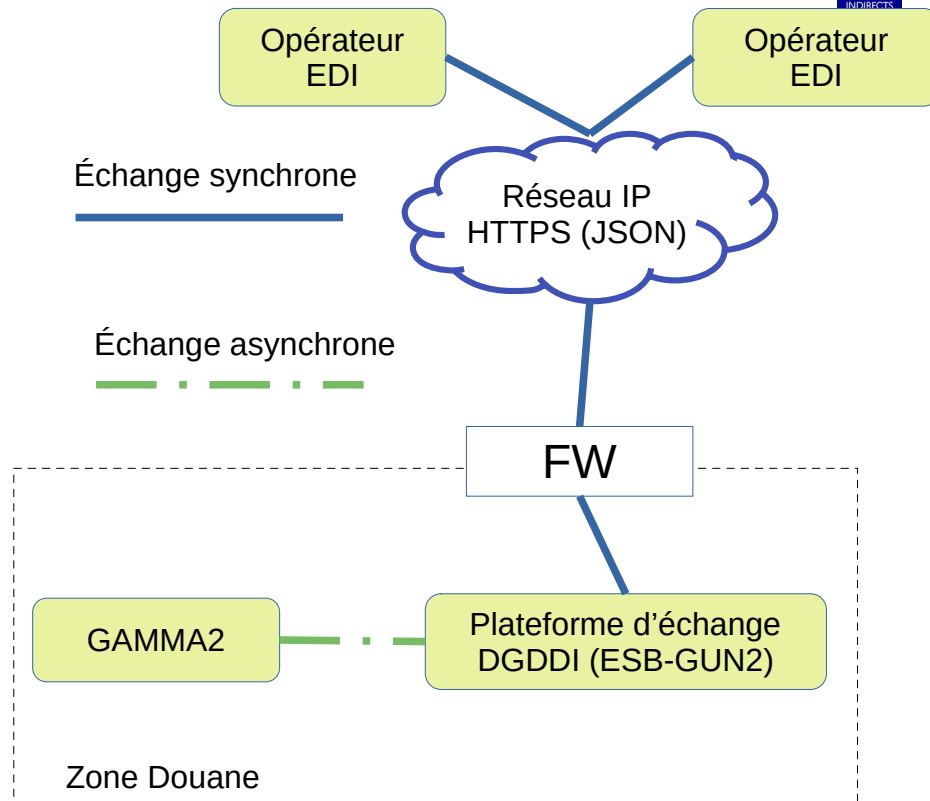 INDIRECTS
Opérateur
EDI
Opérateur
EDI
Échange synchrone
Réseau IP
HTTPS (JSON)
Échange asynchrone
FW
GAMMA2
Plateforme d’échange
DGDDI (ESB-GUN2)
Zone Douane